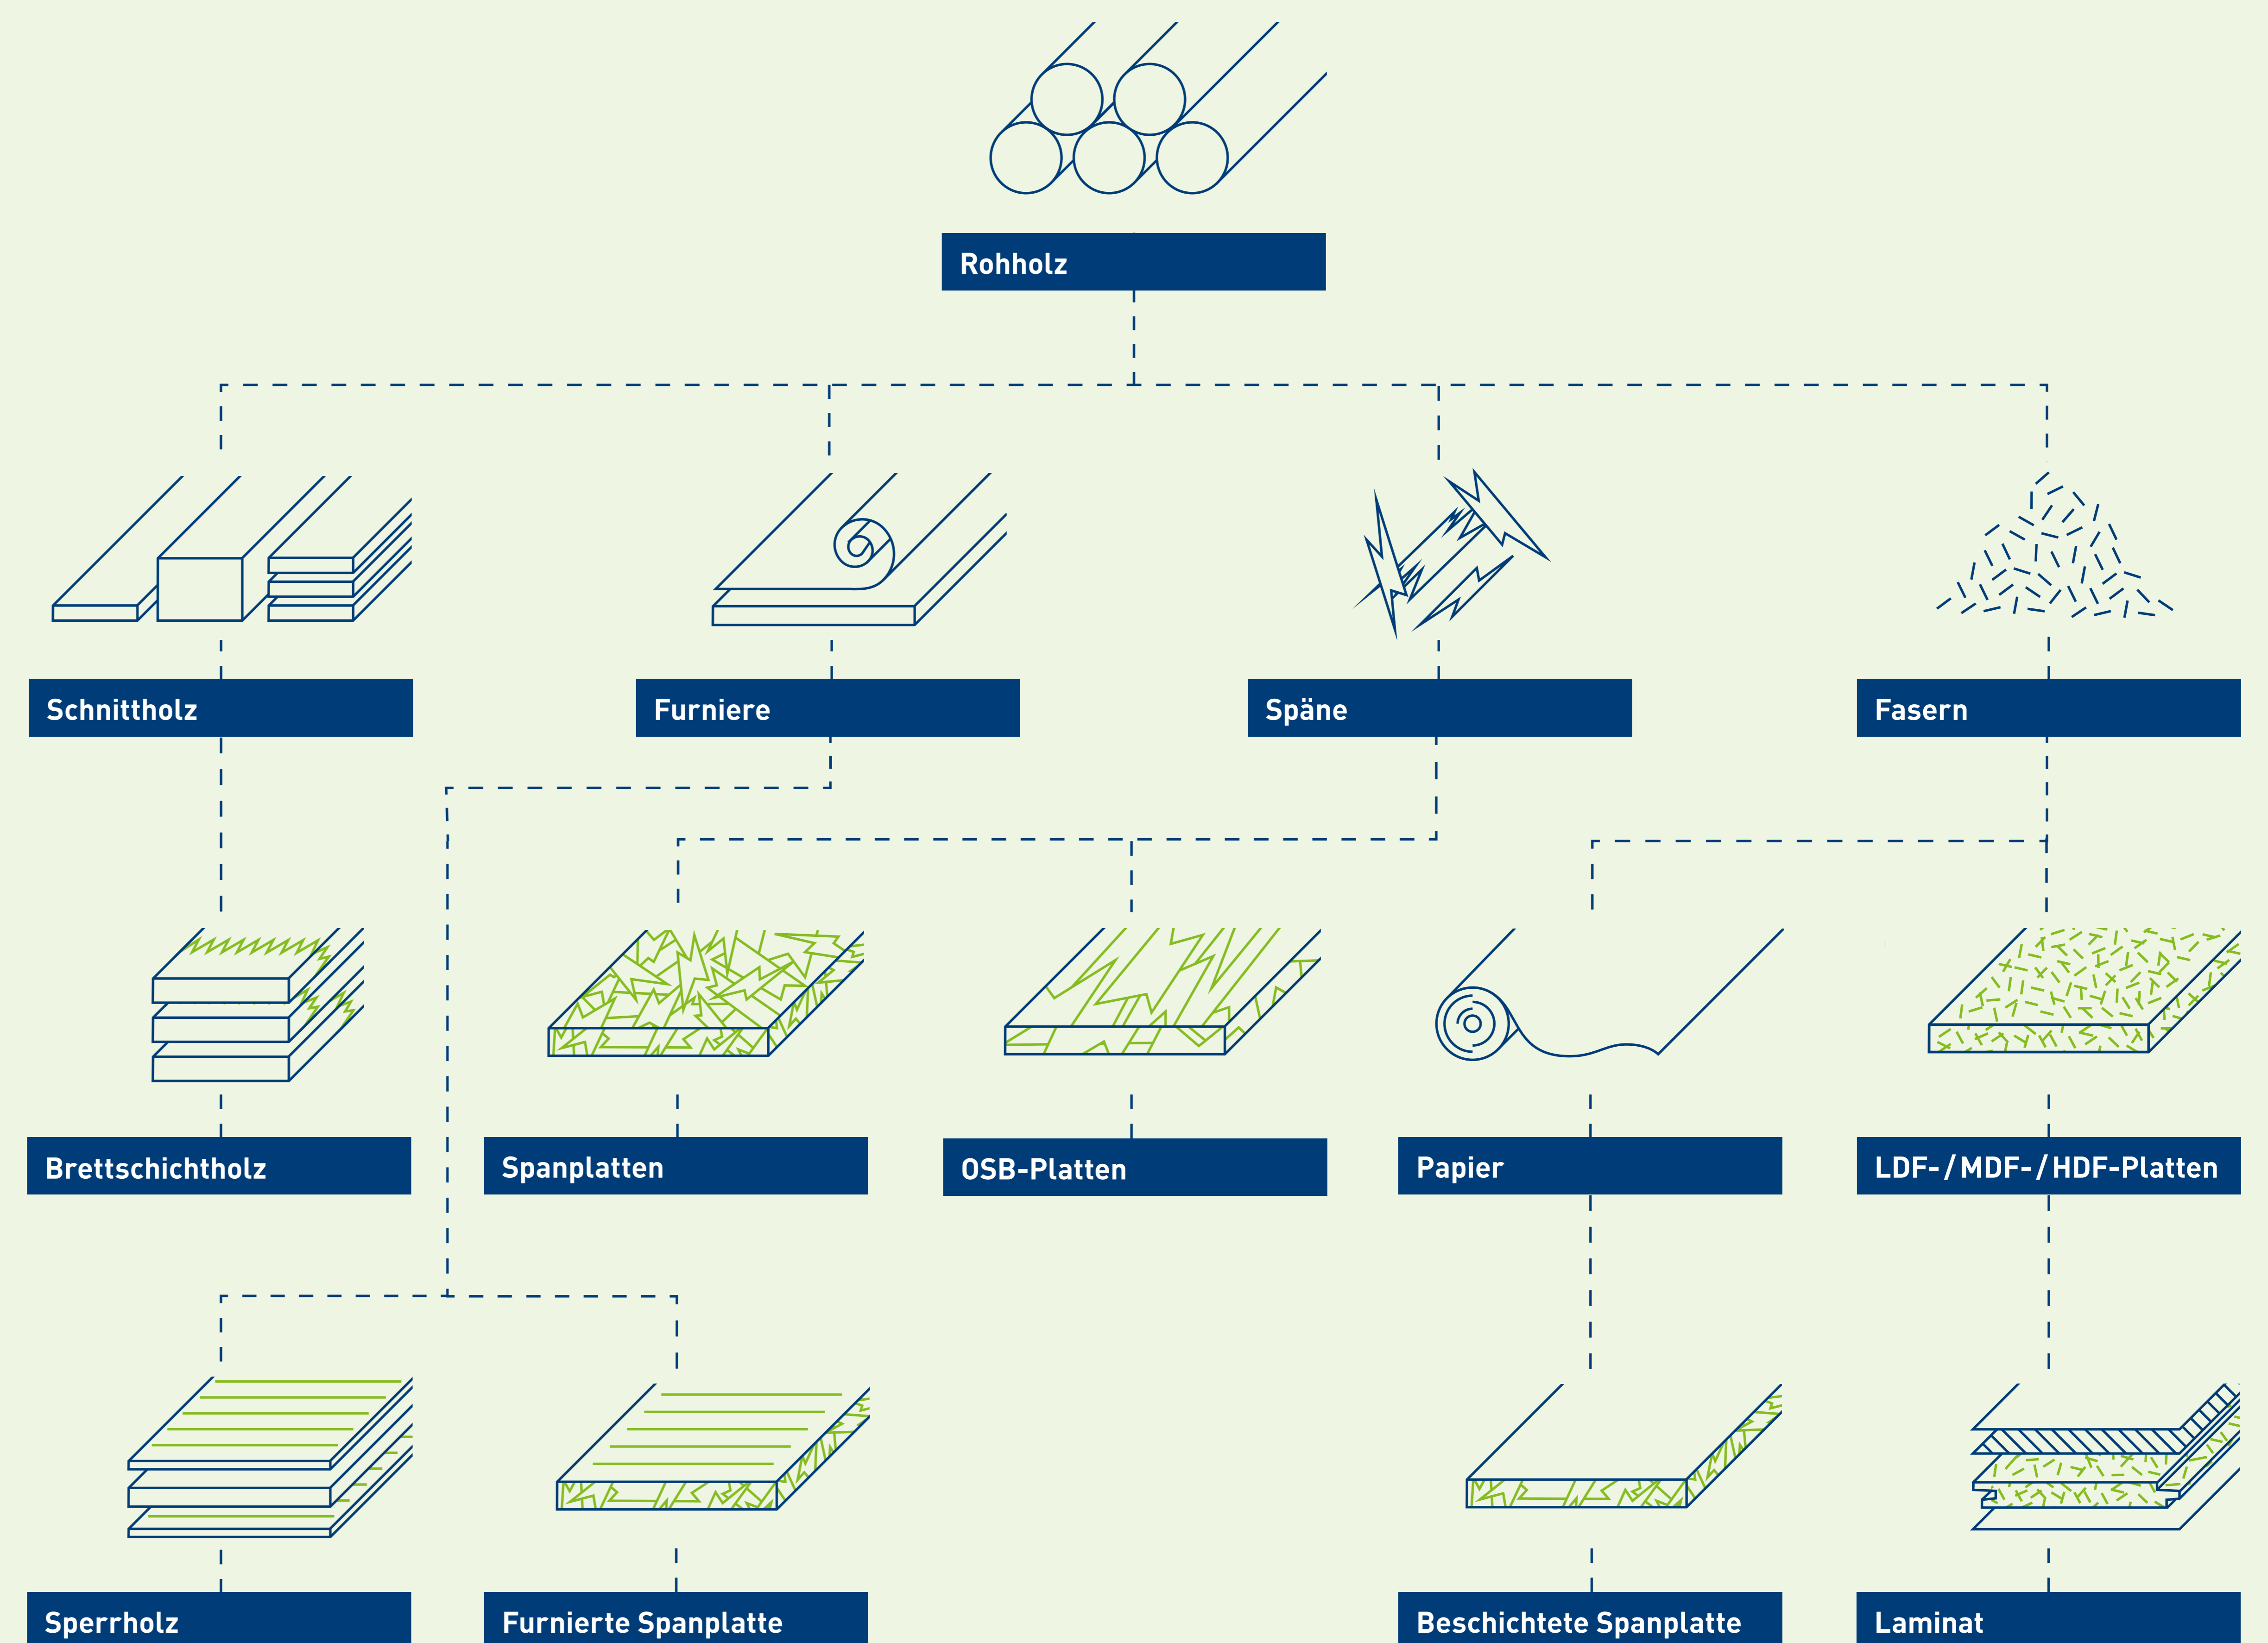 Rohholz
Schnittholz
Furniere
Späne
Fasern
Brettschichtholz
Spanplatten
OSB-Platten
Papier
LDF-/MDF-/HDF-Platten
Sperrholz
Furnierte Spanplatte
Beschichtete Spanplatte
Laminat